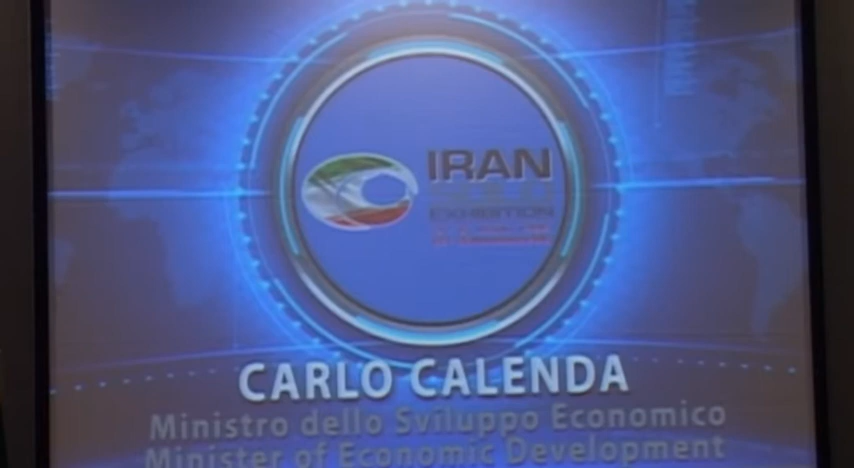 IRAN
EXHIBITION
CARLO CALENDA
Ministro dello Sviluppo Economico
Minister of Economic Development